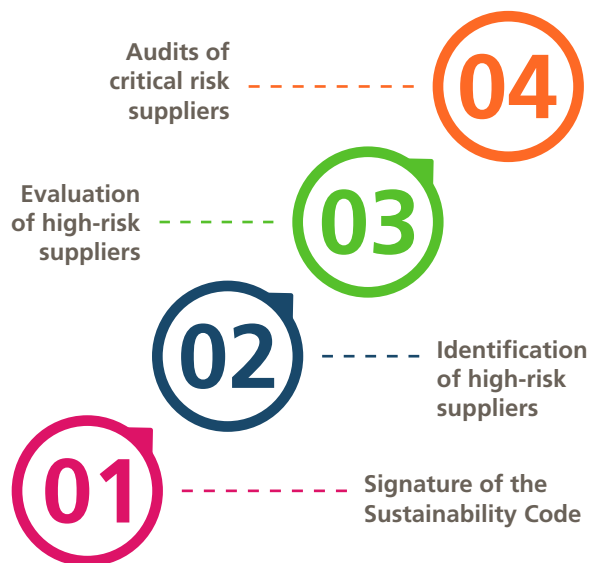 Audits of
critical risk
suppliers
04
Evaluation
of high-risk
suppliers
03
02
Identification
of high-risk
suppliers
01
Signature of the
Sustainability Code